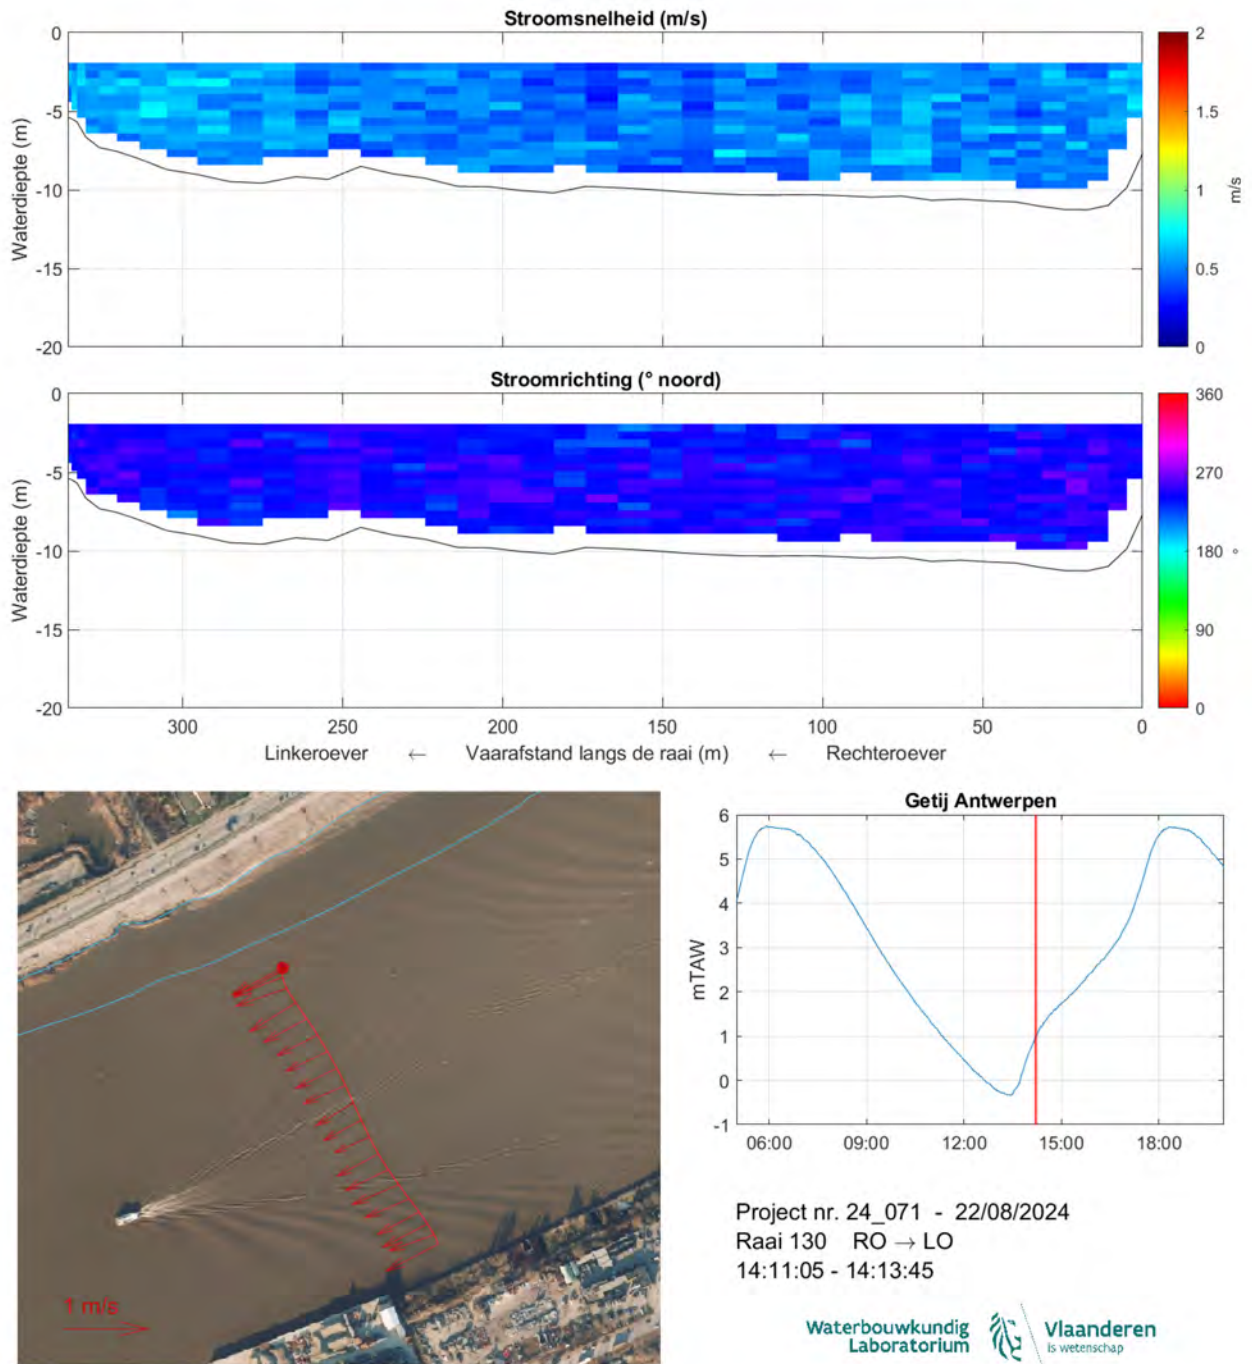 Stroomsnelheid (m/s)
0
-5
-10
-15
-20
Waterdiepte (m)
2
1.5
1
0.5
0
m/s
Stroomrichting (° noord)
0
-5
-10
-15
-20
Waterdiepte (m)
360
270
180
90
0
°
300 250 200 150 100 50 0
Linkeroever ← Vaarafstand langs de raai (m) ← Rechteroever
1 m/s
Getij Antwerpen
6
5
4
3
2
1
0
-1
mTAW
06:00 09:00 12:00 15:00 18:00
Project nr. 24_071 - 22/08/2024
Raai 130 RO → LO
14:11:05 - 14:13:45
Waterbouwkundig
Laboratorium
Vlaanderen
is wetenschap